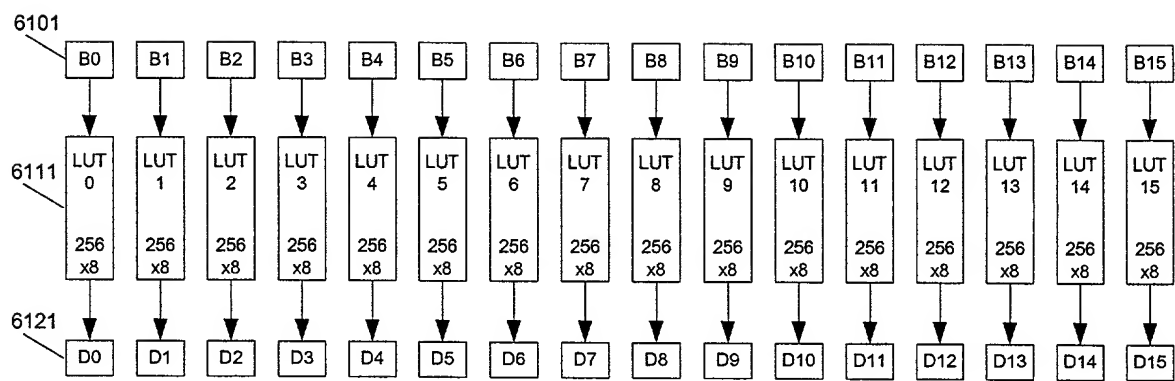 6101
B0 B1 B2 B3 B4 B5 B6 B7 B8 B9 B10 B11 B12 B13 B14 B15
6111
LUT LUT LUT LUT LUT LUT LUT LUT LUT LUT LUT LUT LUT LUT LUT LUT
0 1 2 3 4 5 6 7 8 9 10 11 12 13 14 15
256 256 256 256 256 256 256 256 256 256 256 256 256 256 256 256
x8 x8 x8 x8 x8 x8 x8 x8 x8 x8 x8 x8 x8 x8 x8 x8
6121
D0 D1 D2 D3 D4 D5 D6 D7 D8 D9 D10 D11 D12 D13 D14 D15